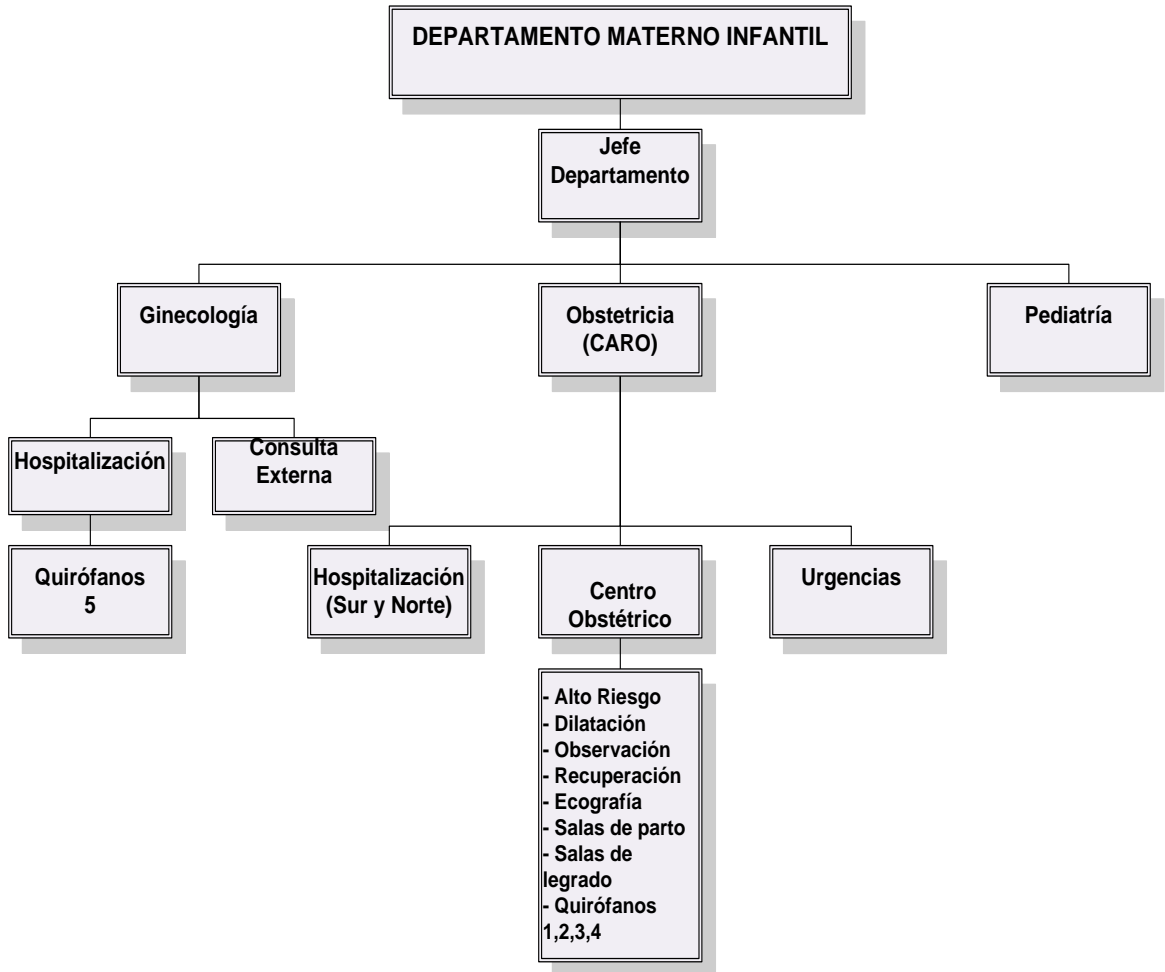 DEPARTAMENTO MATERNO INFANTIL
Jefe
Departamento
Ginecología
Obstetricia
(CARO)
Pediatría
Hospitalización
Consulta
Externa
Quirófanos
5
Hospitalización
(Sur y Norte)
Centro
Obstétrico
Urgencias
- Alto Riesgo
- Dilatación
- Observación
- Recuperación
- Ecografía
- Salas de parto
- Salas de
legrado
- Quirófanos
1,2,3,4